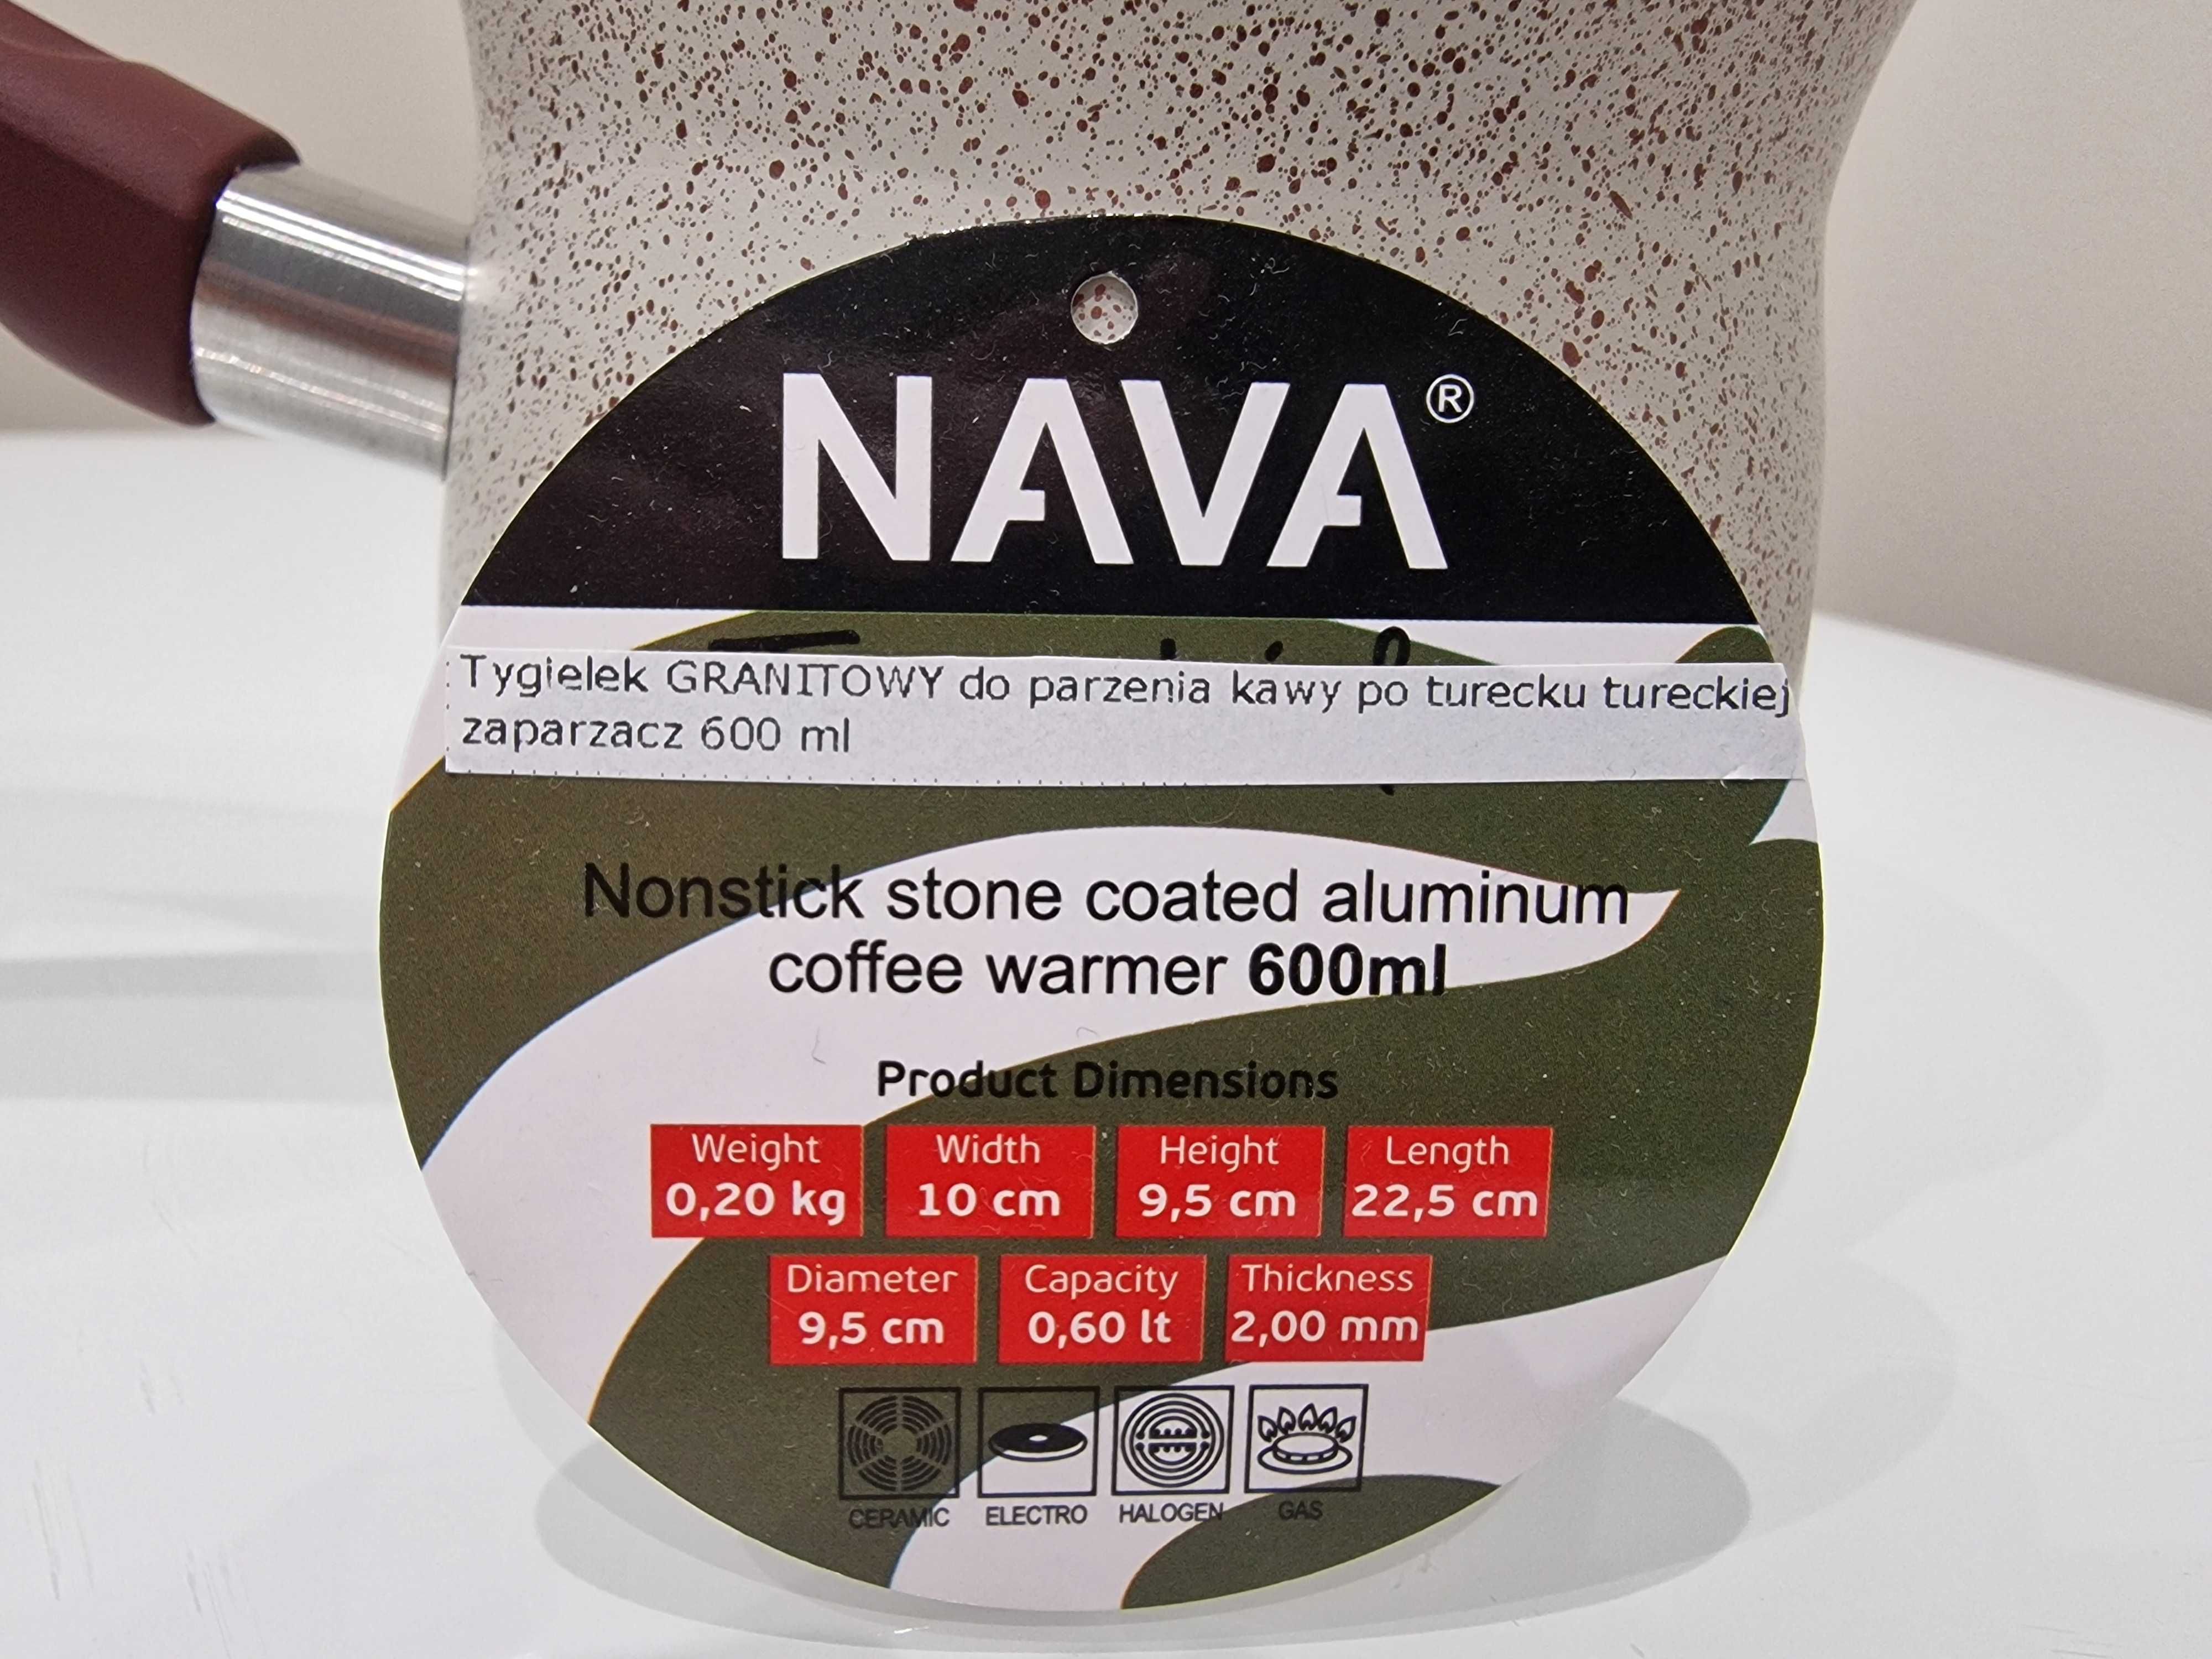 NAVA®
Tygielek GRANITOWY do parzenia kawy po turecku tureckiej
zaparzacz 600 ml
Nonstick stone coated aluminum
coffee warmer 600ml
Product Dimensions
Weight Width Height Length
0,20 kg 10 cm 9,5 cm 22,5 cm
Diameter Capacity Thickness
9,5 cm 0,60 lt 2,00 mm
CERAMIC ELECTRO HALOGEN GAS